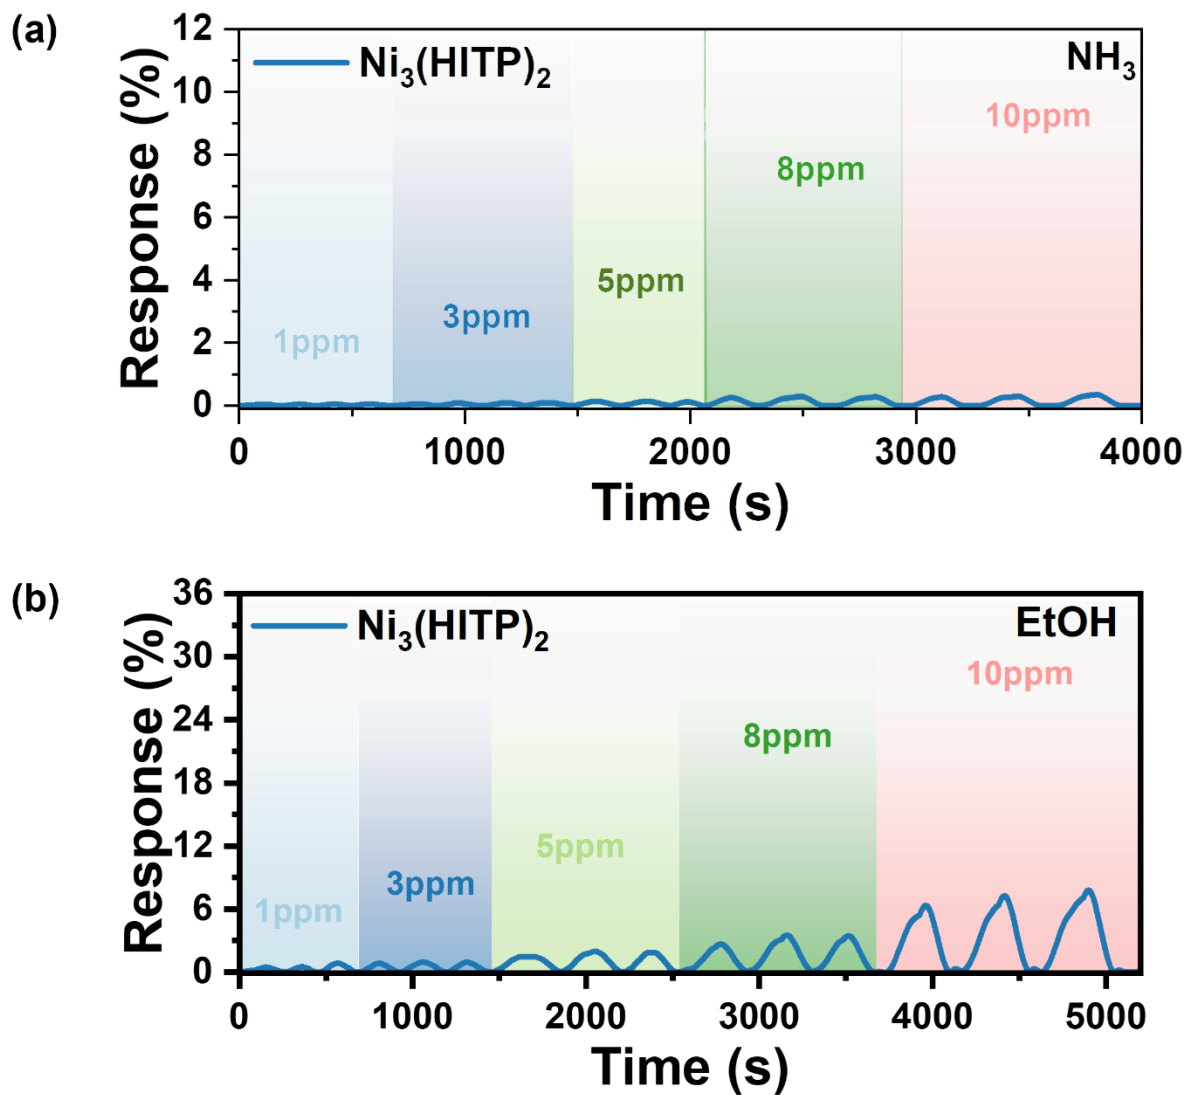 (a)
Response (%)
12
10
8
6
4
2
0
Ni₃(HITP)₂
NH₃
1ppm
3ppm
5ppm
8ppm
10ppm
0 1000 2000 3000 4000
Time (s)
(b)
Response (%)
36
30
24
18
12
6
0
Ni₃(HITP)₂
EtOH
1ppm
3ppm
5ppm
8ppm
10ppm
0 1000 2000 3000 4000 5000
Time (s)